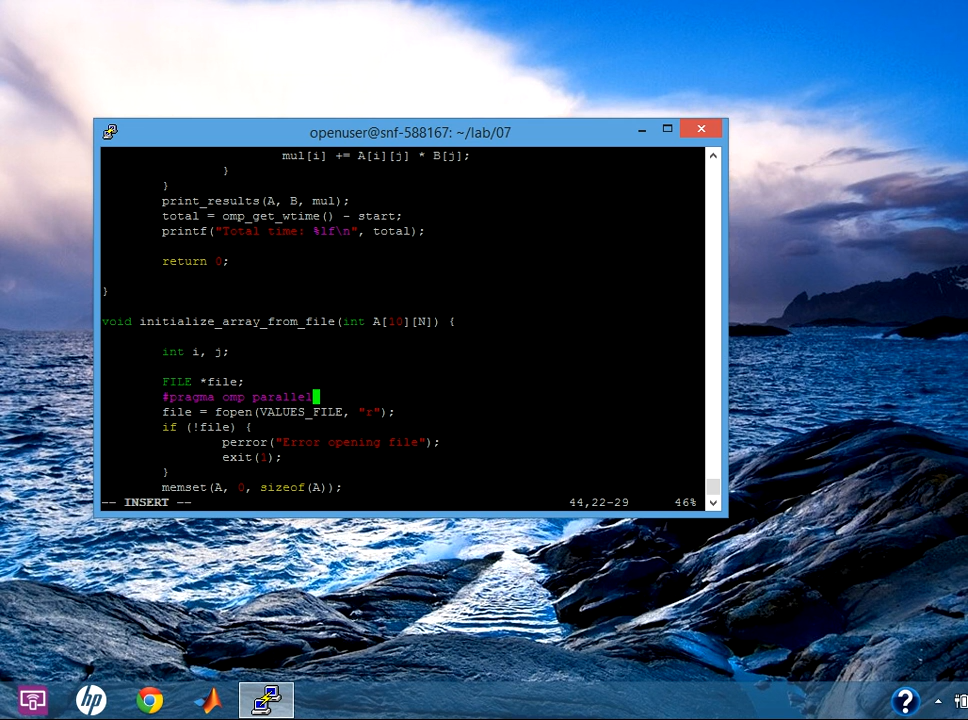 openuser@snf-588167: ~/lab/07
mul[i] += A[i][j] * B[j];
}
}
print_results(A, B, mul);
total = omp_get_wtime() - start;
printf("Total time: %lf\n", total);
return 0;
}
void initialize_array_from_file(int A[10][N]) {
int i, j;
FILE *file;
#pragma omp parallel
file = fopen(VALUES_FILE, "r");
if (!file) {
perror("Error opening file");
exit(1);
}
memset(A, 0, sizeof(A));
-- INSERT -- 44,22-29 46%
hp ?